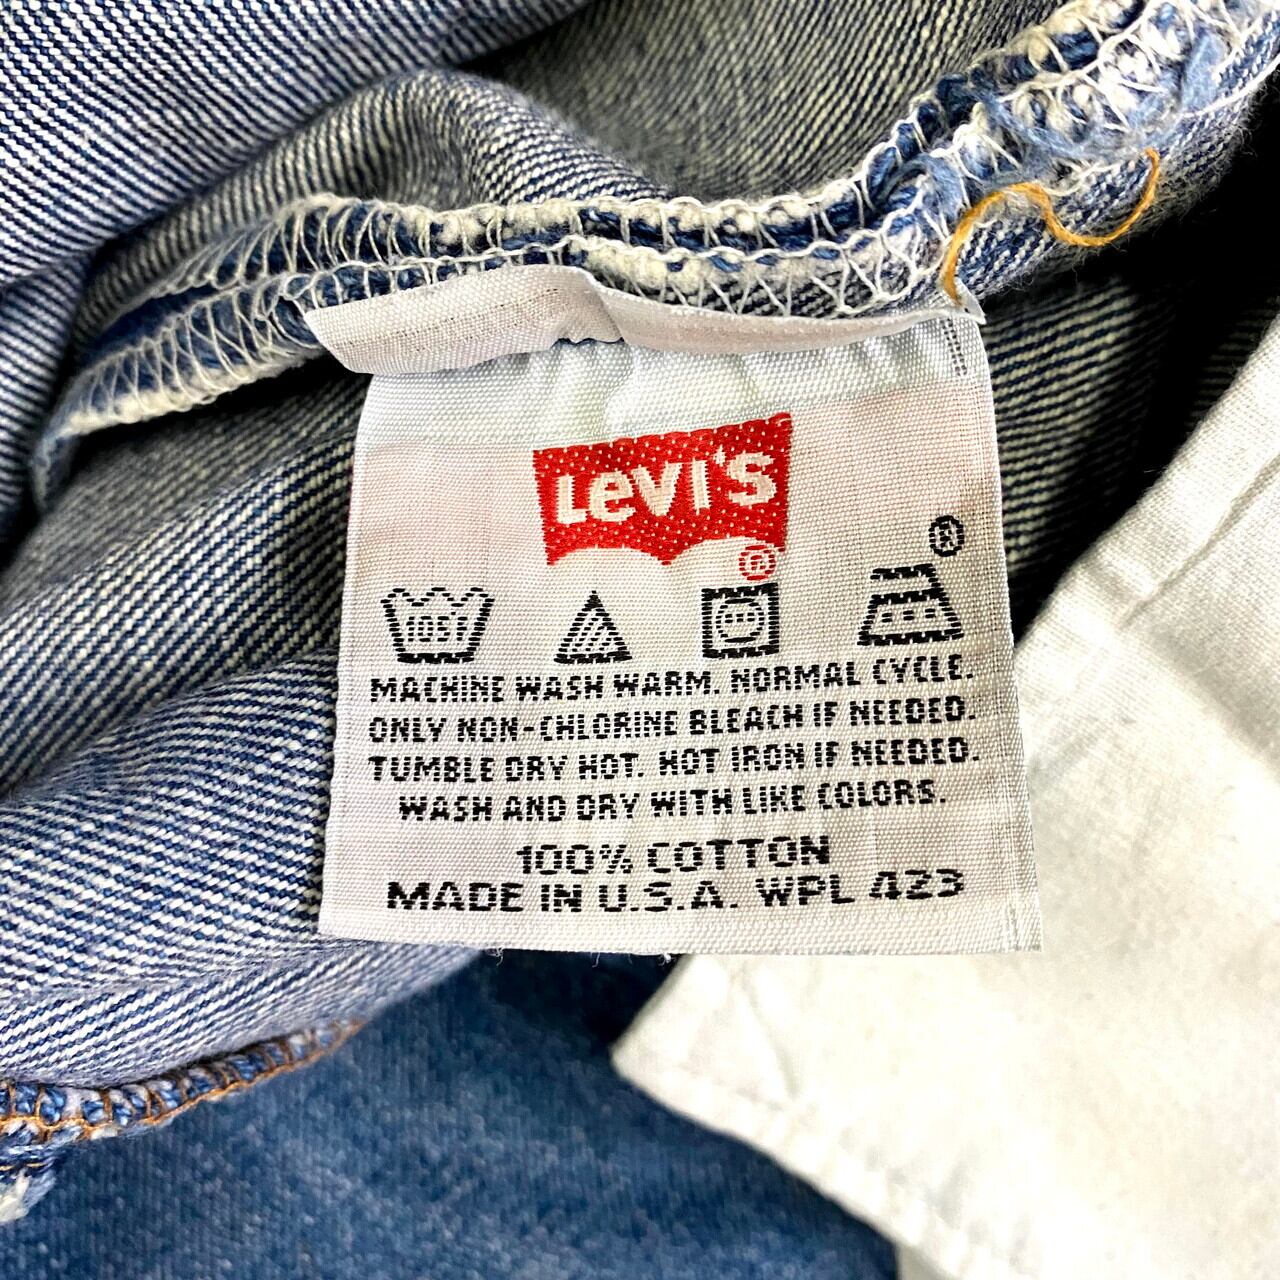 Levi's
®
®
105F
MACHINE WASH WARM. NORMAL CYCLE.
ONLY NON-CHLORINE BLEACH IF NEEDED.
TUMBLE DRY HOT. HOT IRON IF NEEDED.
WASH AND DRY WITH LIKE COLORS.
100% COTTON
MADE IN U.S.A. WPL 423